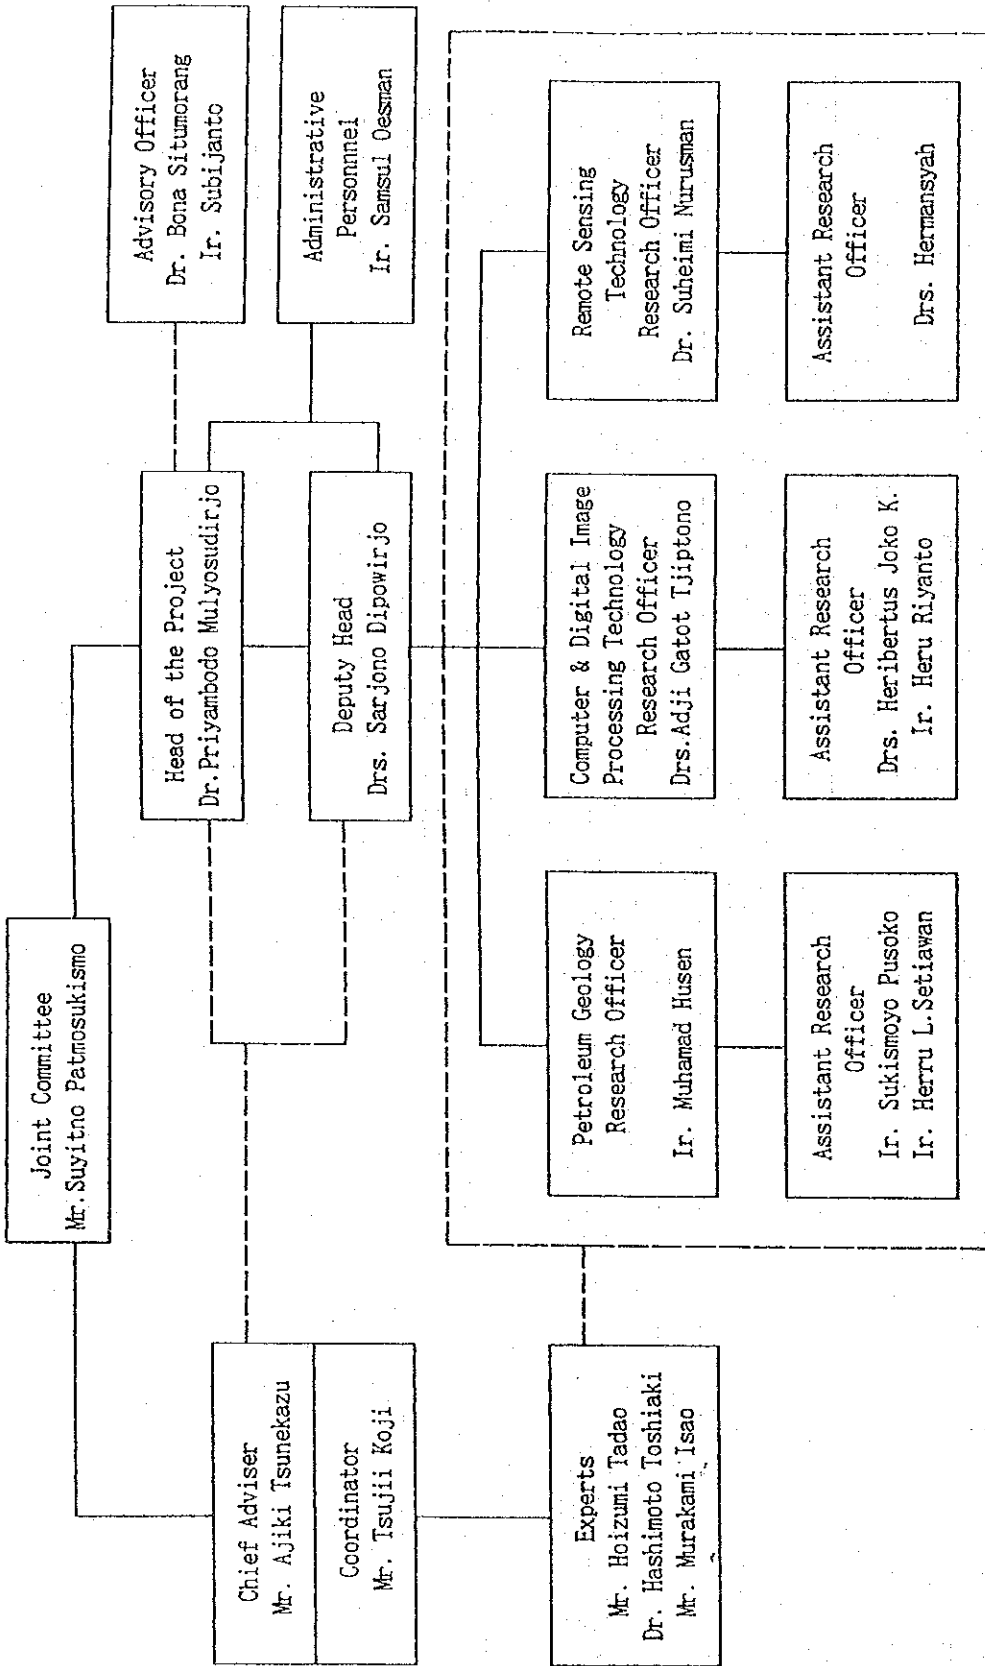 Joint Committee
Mr.Suyitno Patmosukismo
Chief Adviser
Mr. Ajiki Tsunekazu
Coordinator
Mr. Tsujii Koji
Experts
Mr. Hoizumi Tadao
Dr. Hashimoto Toshiaki
Mr. Murakami Isao
Head of the Project
Dr.Priyambodo Mulyosudirjo
Deputy Head
Drs. Sarjono Dipowirjo
Advisory Officer
Dr. Bona Situmorang
Ir. Subijanto
Administrative
Personnnel
Ir. Samsul Oesman
Petroleum Geology
Research Officer
Ir. Muhamad Husen
Assistant Research
Officer
Ir. Sukismoyo Pusoko
Ir. Herru L.Setiawan
Computer & Digital Image
Processing Technology
Research Officer
Drs.Adji Gatot Tjiptono
Assistant Research
Officer
Drs. Heribertus Joko K.
Ir. Heru Riyanto
Remote Sensing
Technology
Research Officer
Dr. Suheimi Nurusman
Assistant Research
Officer
Drs. Hermansyah